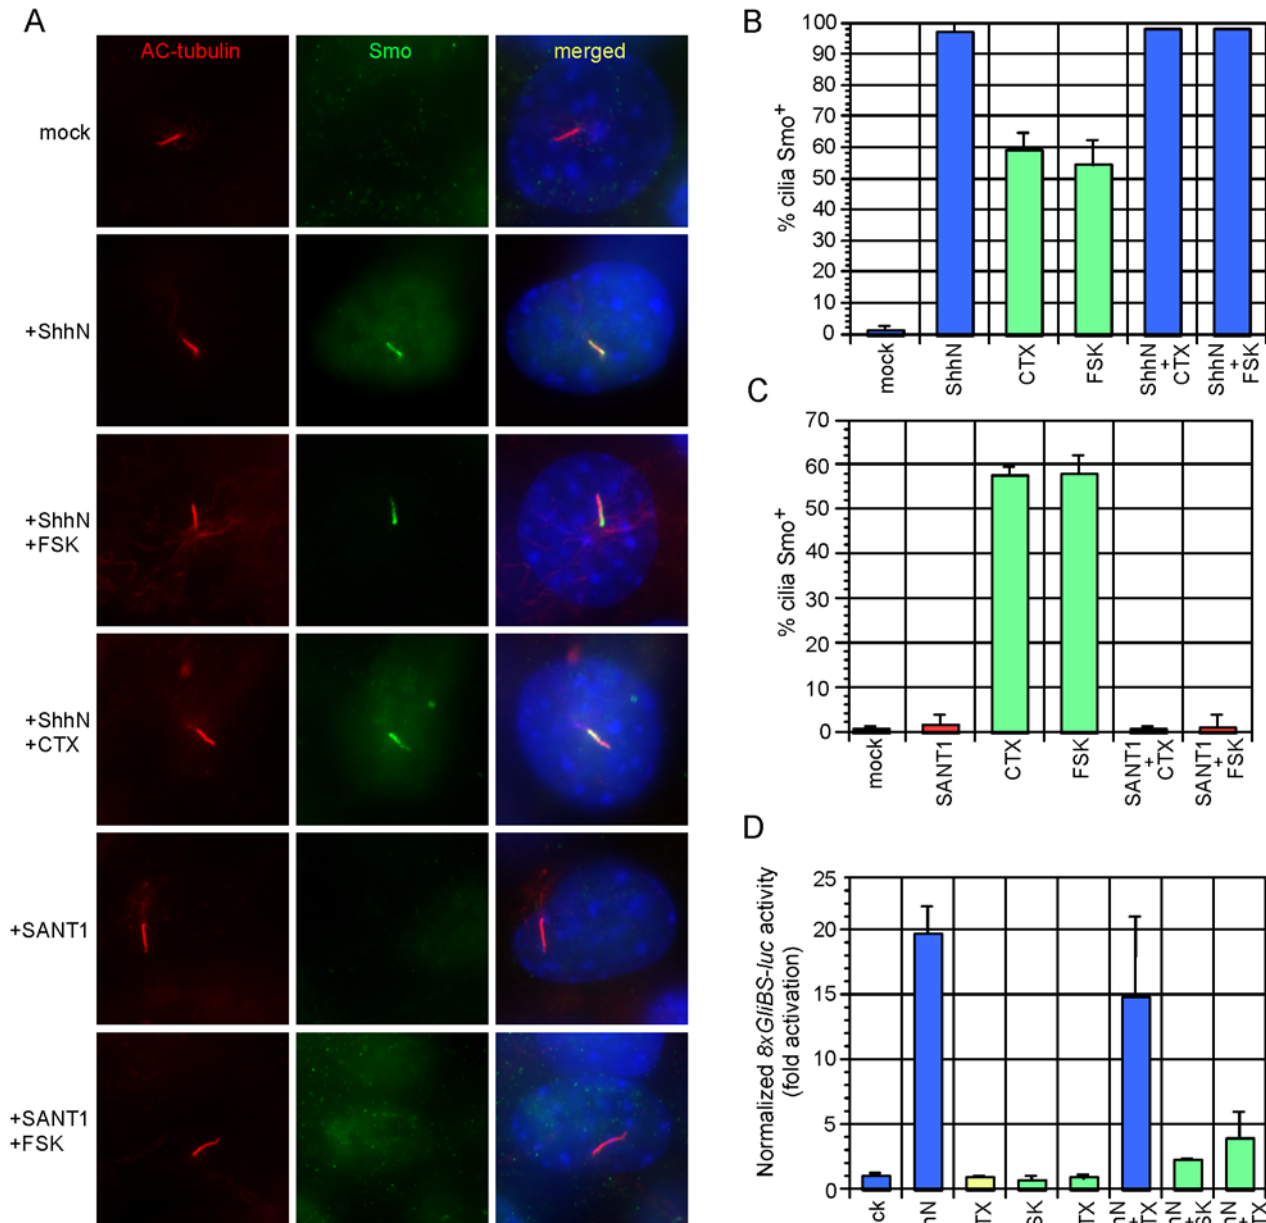 A
AC-tubulin
Smo
merged
mock
+ShhN
+ShhN
+FSK
+ShhN
+CTX
+SANT1
+SANT1
+FSK
B
% cilia Smo+
100
90
80
70
60
50
40
30
20
10
0
mock
ShhN
CTX
FSK
ShhN
+
CTX
ShhN
+
FSK
C
% cilia Smo+
70
60
50
40
30
20
10
0
mock
SANT1
CTX
FSK
SANT1
+
CTX
SANT1
+
FSK
D
Normalized 8xGliBS-luc activity
(fold activation)
25
20
15
10
5
0